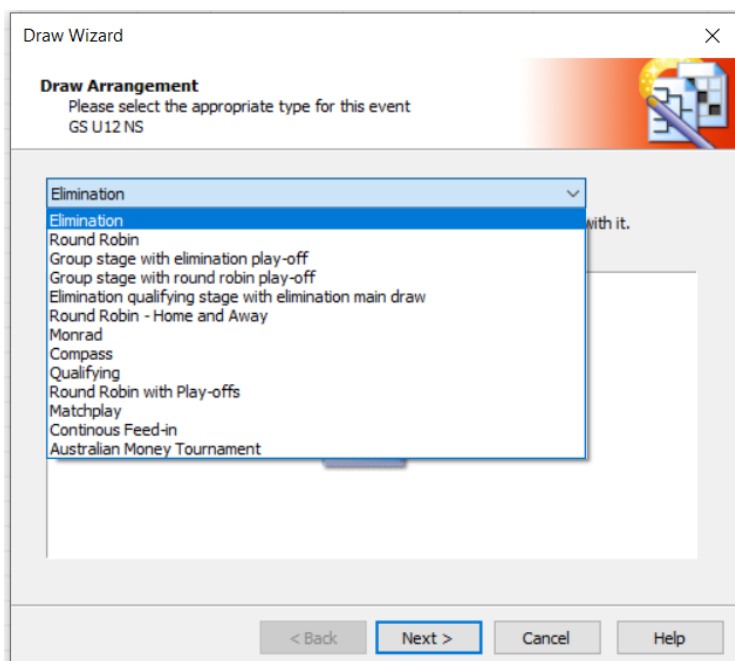 Draw Wizard
Draw Arrangement
Please select the appropriate type for this event
GS U12 NS
Elimination
with it.
Elimination
Round Robin
Group stage with elimination play-off
Group stage with round robin play-off
Elimination qualifying stage with elimination main draw
Round Robin - Home and Away
Monrad
Compass
Qualifying
Round Robin with Play-offs
Matchplay
Continous Feed-in
Australian Money Tournament
< Back Next > Cancel Help